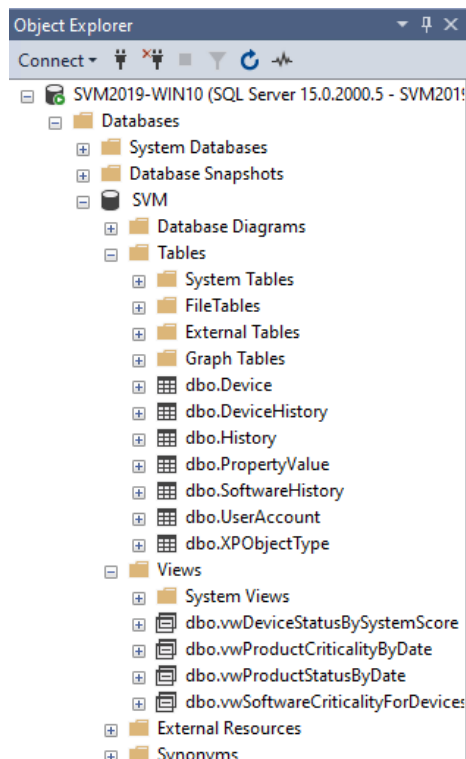 Object Explorer
Connect
SVM2019-WIN10 (SQL Server 15.0.2000.5 - SVM2019
Databases
System Databases
Database Snapshots
SVM
Database Diagrams
Tables
System Tables
FileTables
External Tables
Graph Tables
dbo.Device
dbo.DeviceHistory
dbo.History
dbo.PropertyValue
dbo.SoftwareHistory
dbo.UserAccount
dbo.XPObjectType
Views
System Views
dbo.vwDeviceStatusBySystemScore
dbo.vwProductCriticalityByDate
dbo.vwProductStatusByDate
dbo.vwSoftwareCriticalityForDevices
External Resources
Synonyms